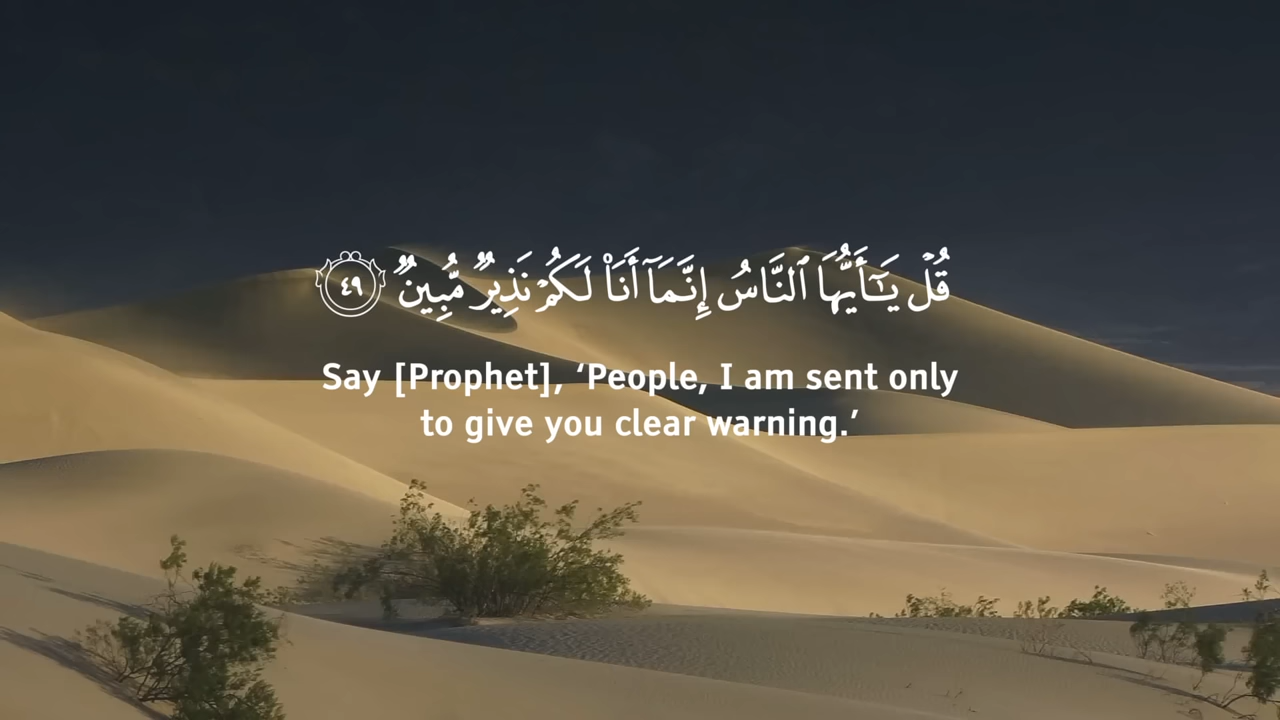 قُلْ يَـٰٓأَيُّهَا ٱلنَّاسُ إِنَّمَآ أَنَا۠ لَكُمْ نَذِيرٌ مُّبِينٌ ٤٩
Say [Prophet], ‘People, I am sent only
to give you clear warning.’